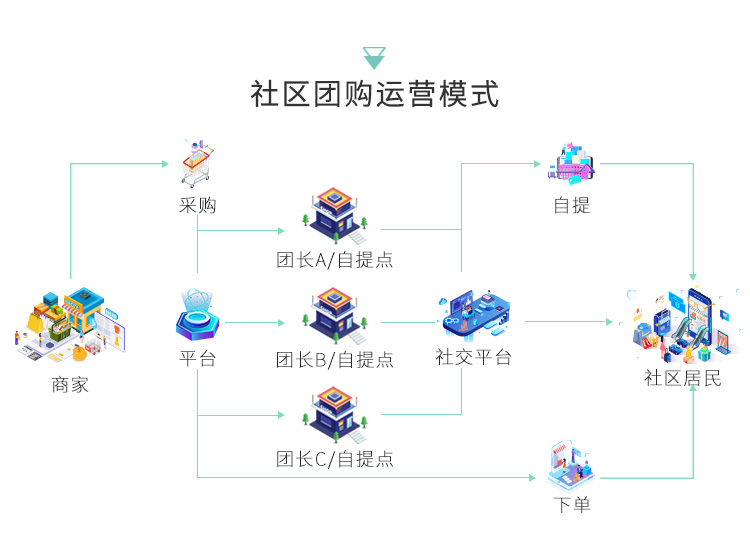 社区团购运营模式
采购
自提
团长A/自提点
平台
团长B/自提点
社交平台
商家
社区居民
团长C/自提点
下单